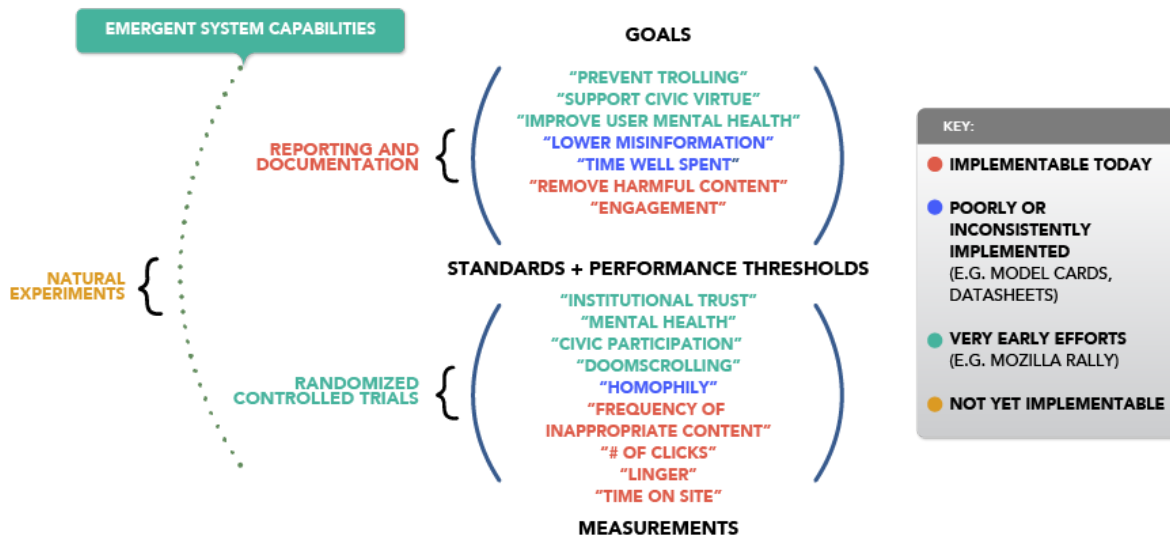 EMERGENT SYSTEM CAPABILITIES
GOALS
“PREVENT TROLLING”
“SUPPORT CIVIC VIRTUE”
“IMPROVE USER MENTAL HEALTH”
“LOWER MISINFORMATION”
“TIME WELL SPENT”
“REMOVE HARMFUL CONTENT”
“ENGAGEMENT”
REPORTING AND
DOCUMENTATION
STANDARDS + PERFORMANCE THRESHOLDS
NATURAL
EXPERIMENTS
“INSTITUTIONAL TRUST”
“MENTAL HEALTH”
“CIVIC PARTICIPATION”
“DOOMSCROLLING”
“HOMOPHILY”
“FREQUENCY OF
INAPPROPRIATE CONTENT”
“# OF CLICKS”
“LINGER”
“TIME ON SITE”
RANDOMIZED
CONTROLLED TRIALS
MEASUREMENTS
KEY:
IMPLEMENTABLE TODAY
POORLY OR
INCONSISTENTLY
IMPLEMENTED
(E.G. MODEL CARDS,
DATASHEETS)
VERY EARLY EFFORTS
(E.G. MOZILLA RALLY)
NOT YET IMPLEMENTABLE